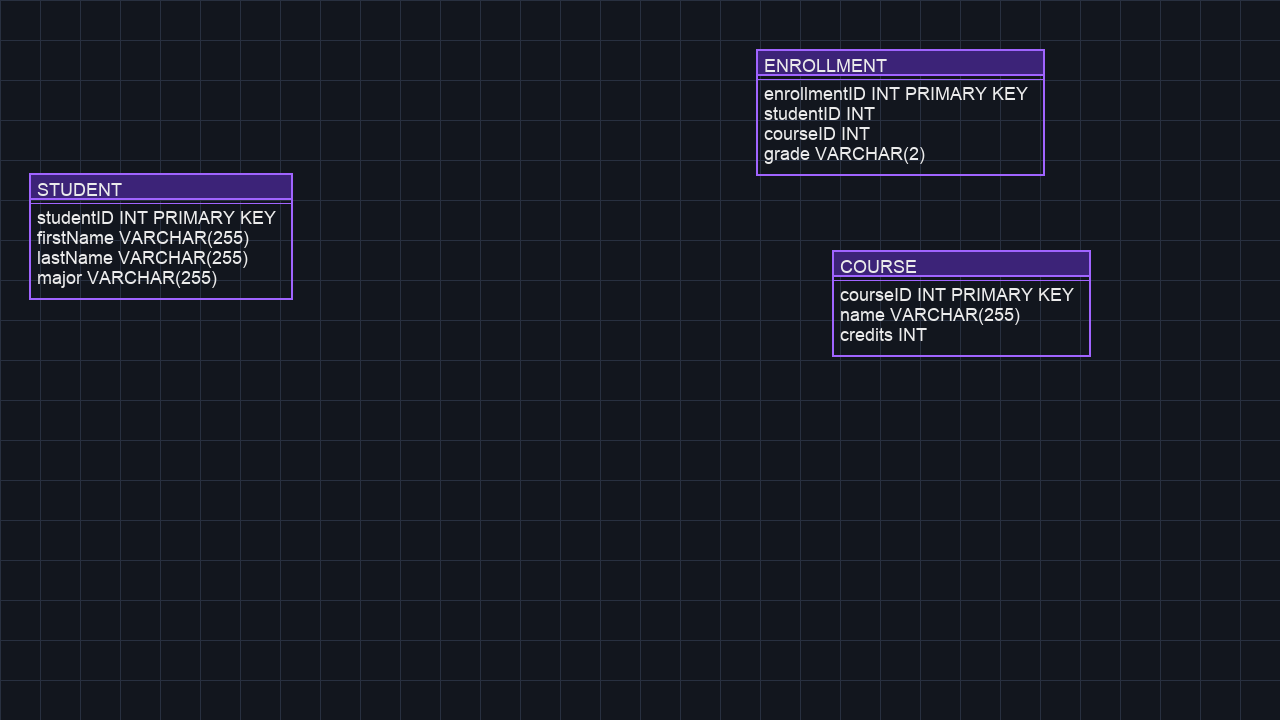 ENROLLMENT
enrollmentID INT PRIMARY KEY
studentID INT
courseID INT
grade VARCHAR(2)
STUDENT
studentID INT PRIMARY KEY
firstName VARCHAR(255)
lastName VARCHAR(255)
major VARCHAR(255)
COURSE
courseID INT PRIMARY KEY
name VARCHAR(255)
credits INT